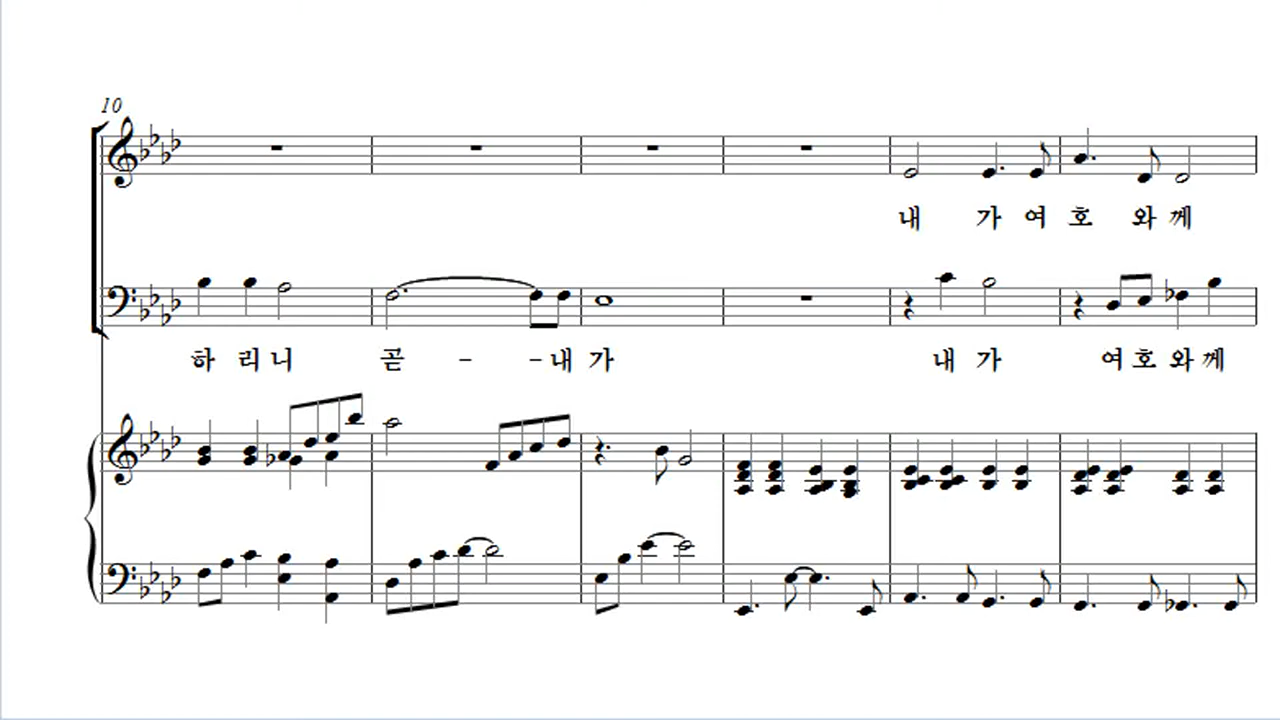 10
내 가 여 호 와 께
하 리 니 곧 - - 내 가 내 가 여 호 와 께